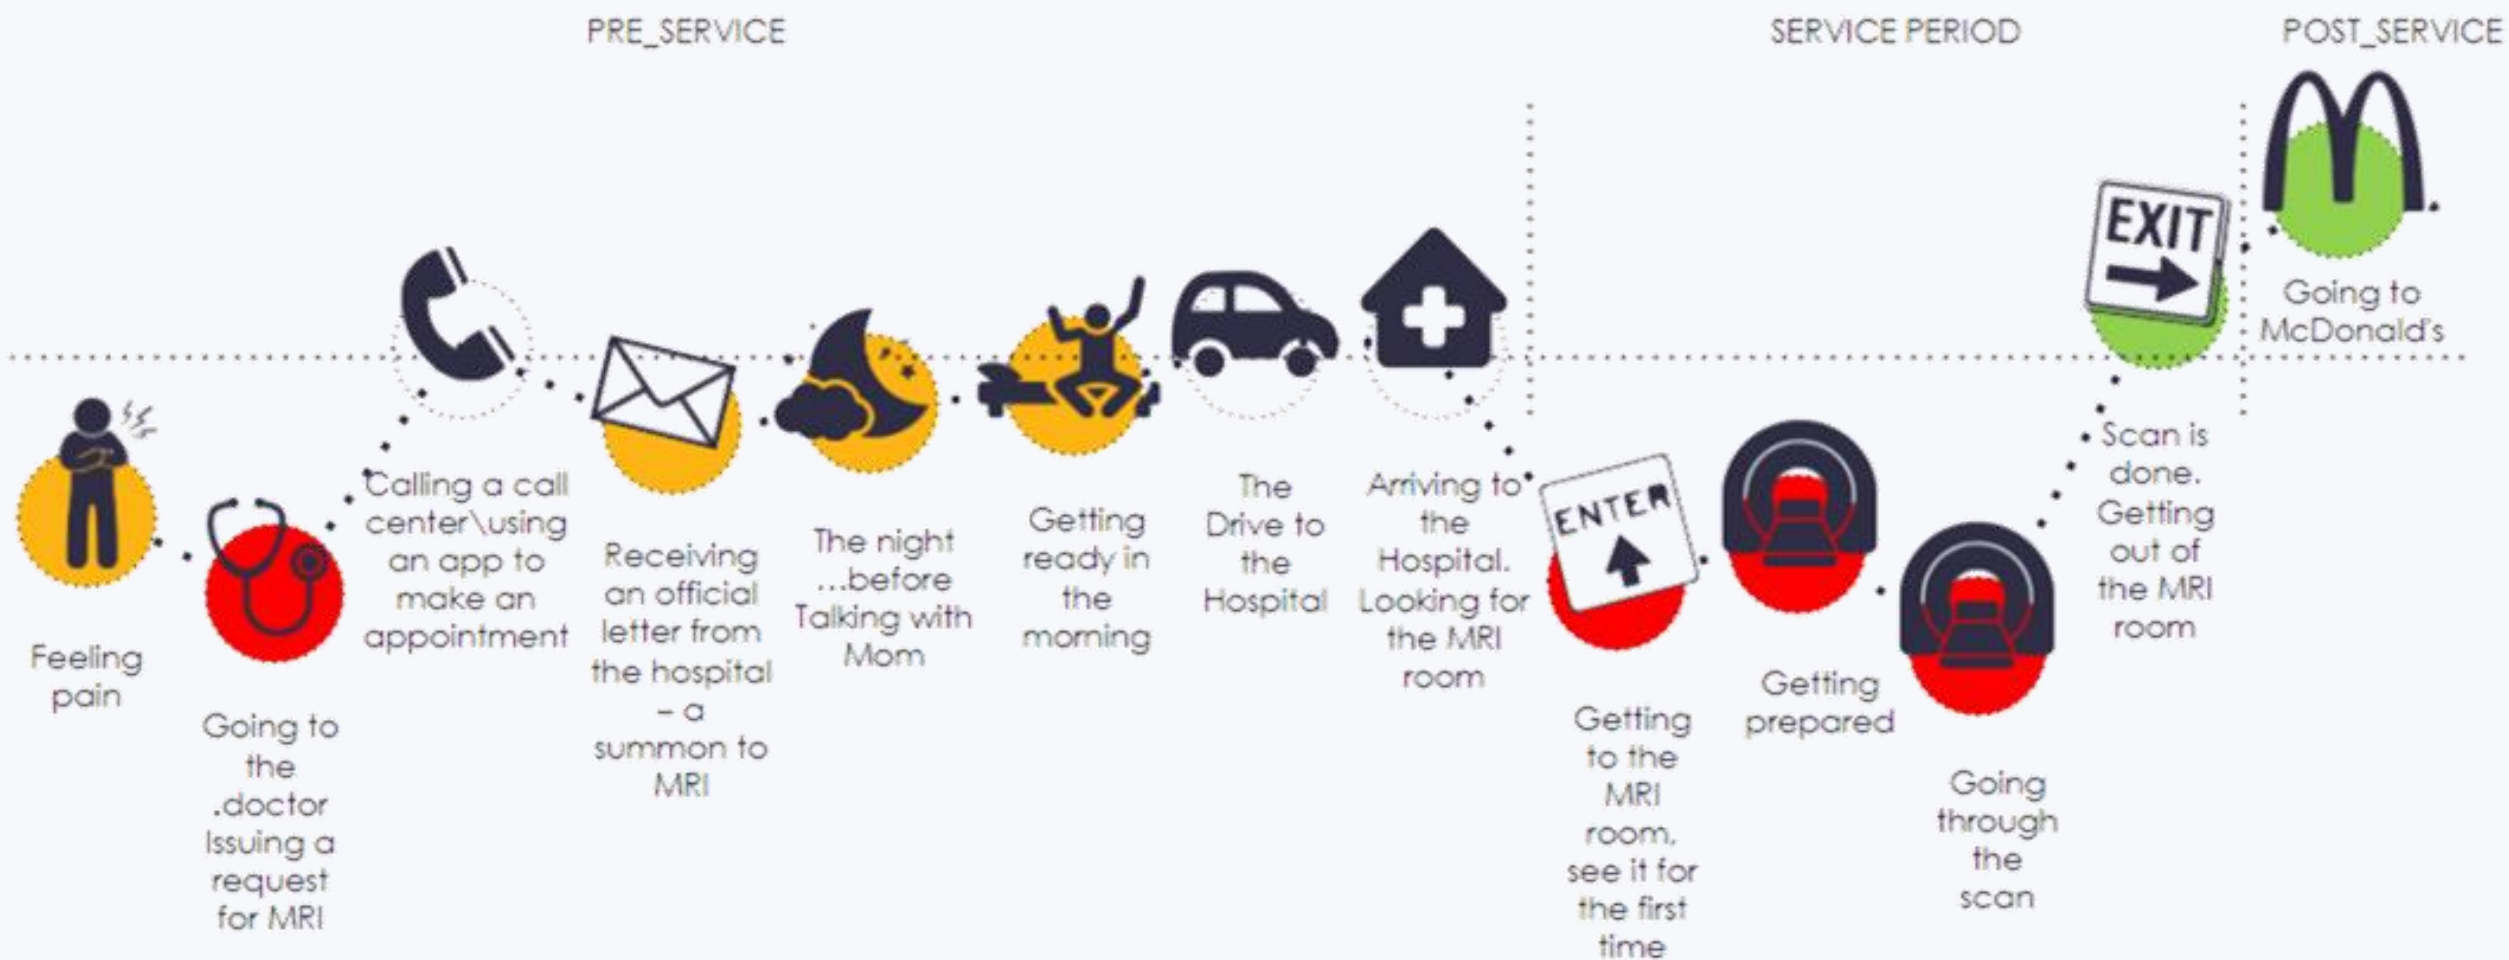 PRE_SERVICE
SERVICE PERIOD
POST_SERVICE
Feeling
pain
Going to
the
.doctor
Issuing a
request
for MRI
Calling a call
center\using
an app to
make an
appointment
Receiving
an official
letter from
the hospital
– a
summon to
MRI
The night
...before
Talking with
Mom
Getting
ready in
the
morning
The
Drive to
the
Hospital
Arriving to
the
Hospital.
Looking for
the MRI
room
ENTER
Getting
to the
MRI
room,
see it for
the first
time
Getting
prepared
Going
through
the
scan
EXIT
Scan is
done.
Getting
out of
the MRI
room
Going to
McDonald's